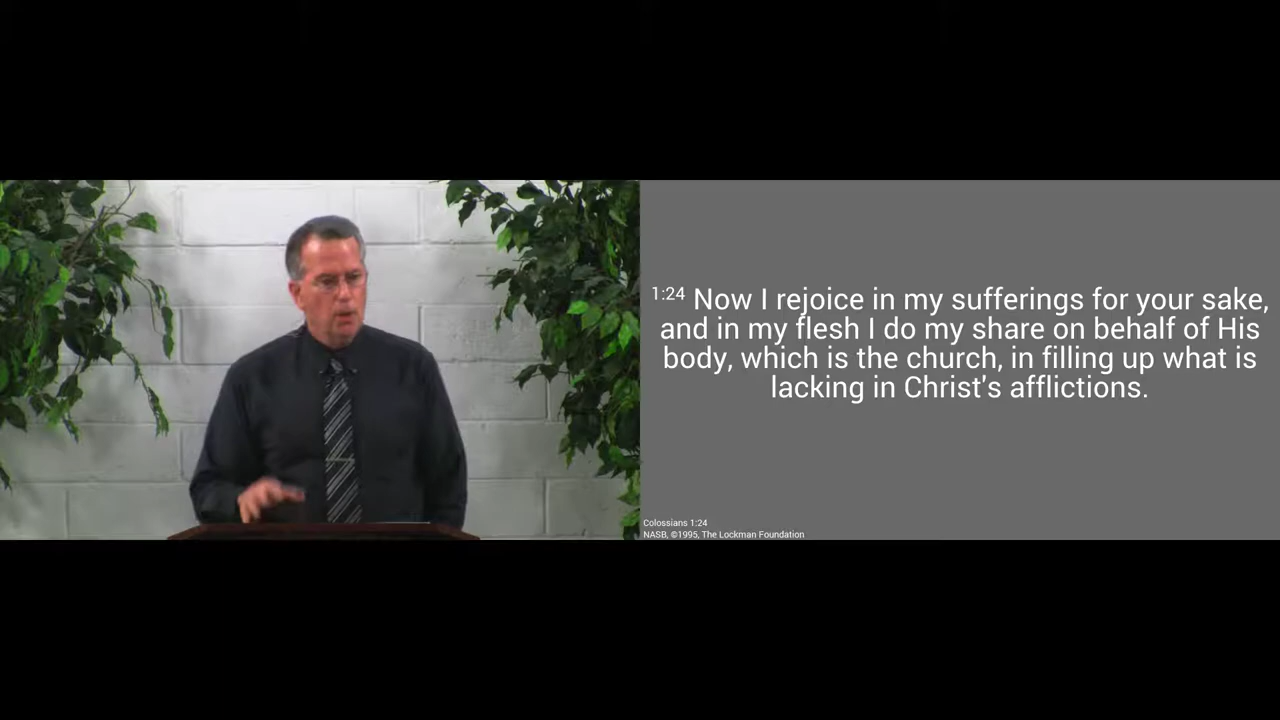 1:24 Now I rejoice in my sufferings for your sake,
and in my flesh I do my share on behalf of His
body, which is the church, in filling up what is
lacking in Christ's afflictions.
Colossians 1:24
NASB, ©1995, The Lockman Foundation